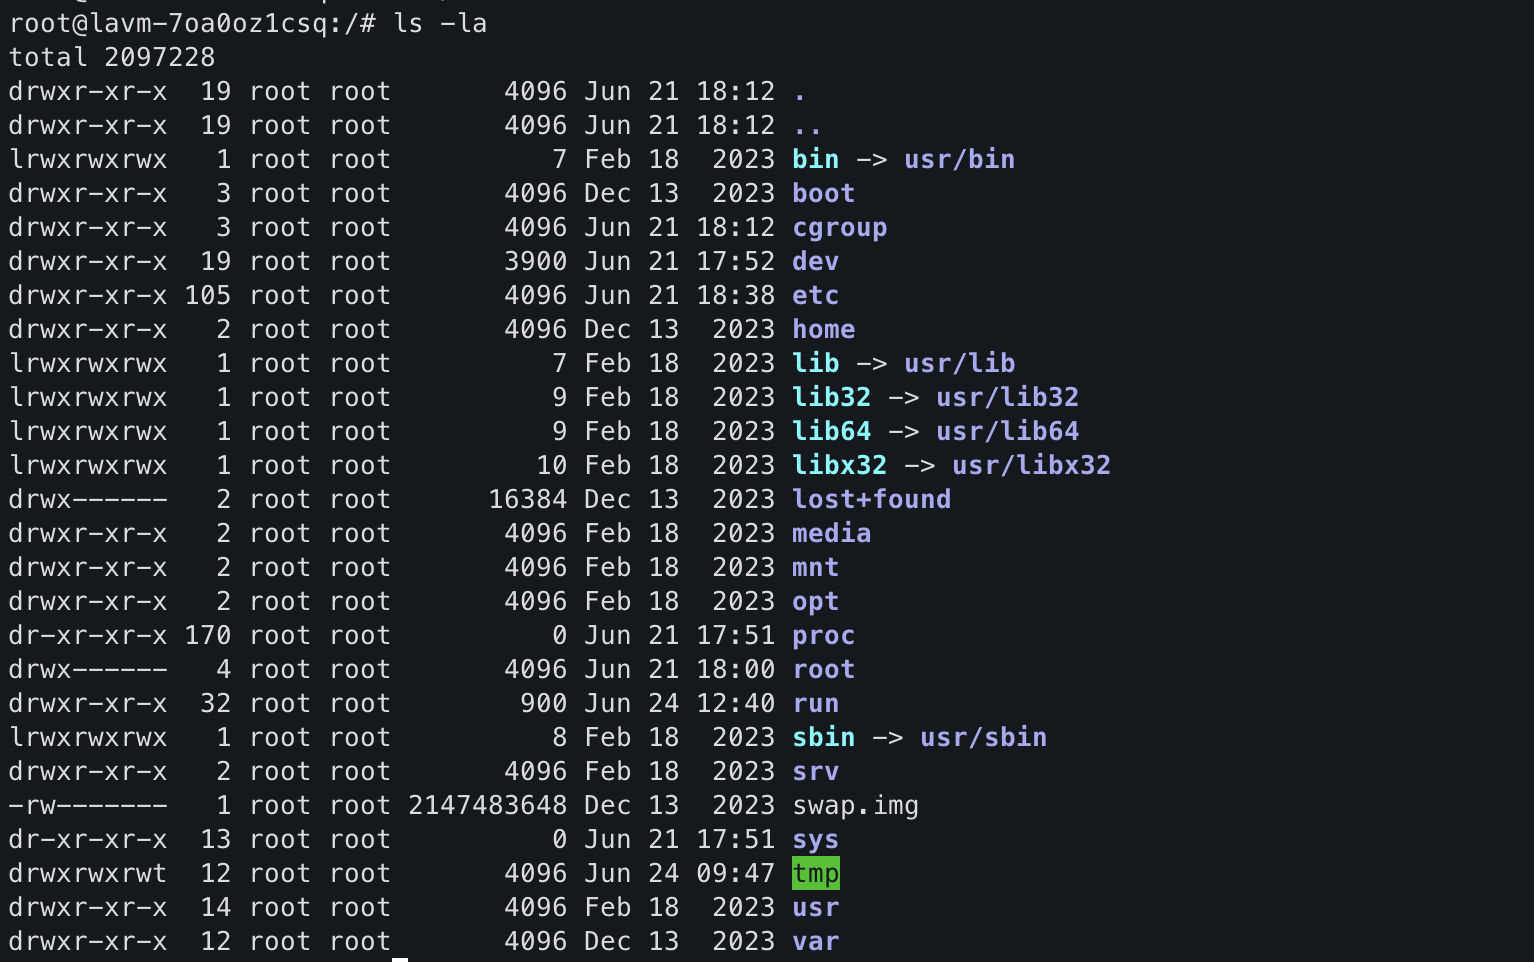 root@lavm-7oa0oz1csq:/# ls -la
total 2097228
drwxr-xr-x  19 root root       4096 Jun 21 18:12 .
drwxr-xr-x  19 root root       4096 Jun 21 18:12 ..
lrwxrwxrwx   1 root root          7 Feb 18  2023 bin -> usr/bin
drwxr-xr-x   3 root root       4096 Dec 13  2023 boot
drwxr-xr-x   3 root root       4096 Jun 21 18:12 cgroup
drwxr-xr-x  19 root root       3900 Jun 21 17:52 dev
drwxr-xr-x 105 root root       4096 Jun 21 18:38 etc
drwxr-xr-x   2 root root       4096 Dec 13  2023 home
lrwxrwxrwx   1 root root          7 Feb 18  2023 lib -> usr/lib
lrwxrwxrwx   1 root root          9 Feb 18  2023 lib32 -> usr/lib32
lrwxrwxrwx   1 root root          9 Feb 18  2023 lib64 -> usr/lib64
lrwxrwxrwx   1 root root         10 Feb 18  2023 libx32 -> usr/libx32
drwx------   2 root root      16384 Dec 13  2023 lost+found
drwxr-xr-x   2 root root       4096 Feb 18  2023 media
drwxr-xr-x   2 root root       4096 Feb 18  2023 mnt
drwxr-xr-x   2 root root       4096 Feb 18  2023 opt
dr-xr-xr-x 170 root root          0 Jun 21 17:51 proc
drwx------   4 root root       4096 Jun 21 18:00 root
drwxr-xr-x  32 root root        900 Jun 24 12:40 run
lrwxrwxrwx   1 root root          8 Feb 18  2023 sbin -> usr/sbin
drwxr-xr-x   2 root root       4096 Feb 18  2023 srv
-rw-------   1 root root 2147483648 Dec 13  2023 swap.img
dr-xr-xr-x  13 root root          0 Jun 21 17:51 sys
drwxrwxrwt  12 root root       4096 Jun 24 09:47 tmp
drwxr-xr-x  14 root root       4096 Feb 18  2023 usr
drwxr-xr-x  12 root root       4096 Dec 13  2023 var